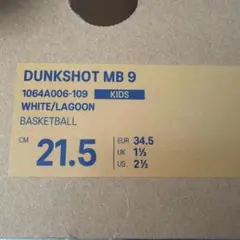 DUNKSHOT MB 9
1064A006-109 KIDS
WHITE/LAGOON
BASKETBALL
CM 21.5
EUR 34.5
UK 1½
US 2½